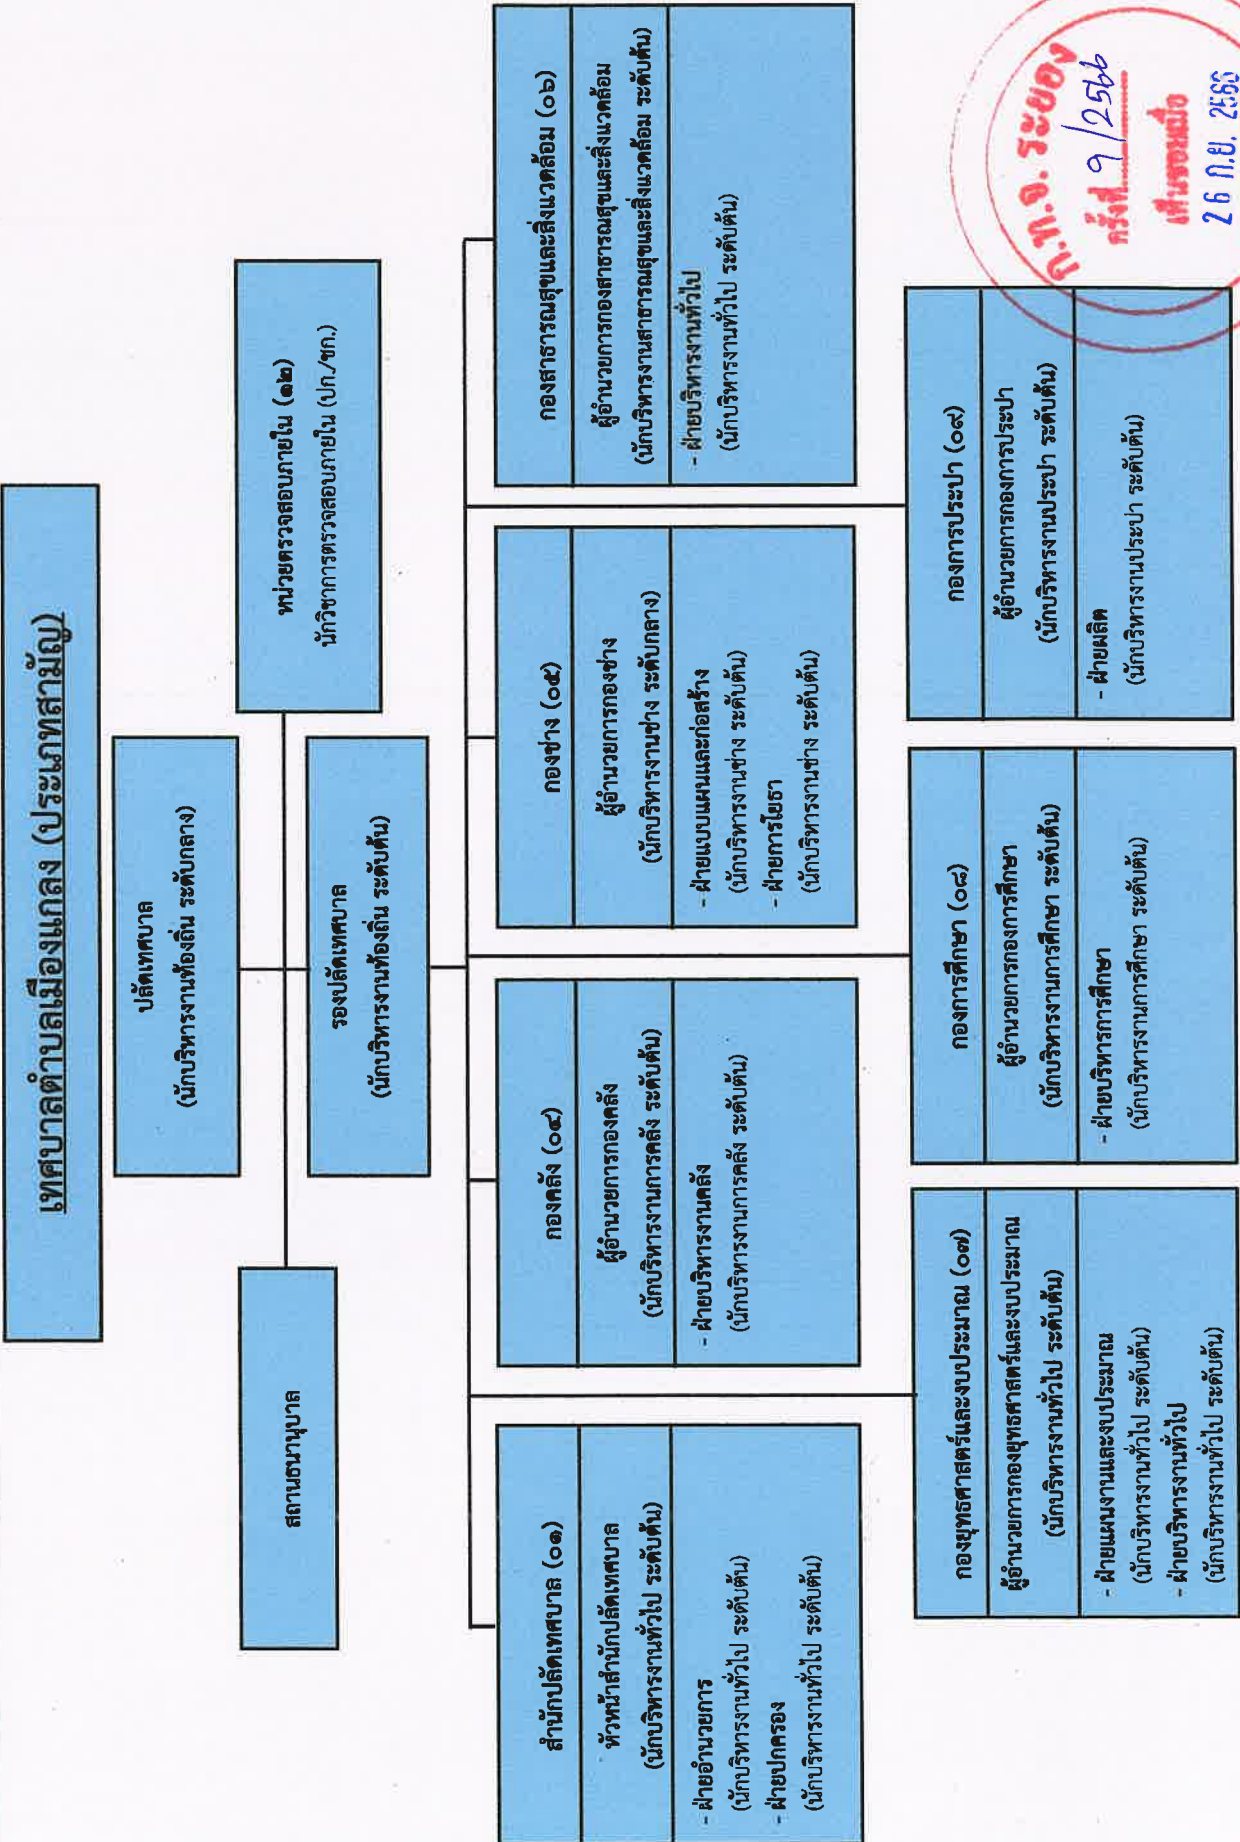 เทศบาลตำบลเมืองแกลง (ประเภทสามัญ)
ปลัดเทศบาล
(นักบริหารงานท้องถิ่น ระดับกลาง)
สถานธนานุบาล
หน่วยตรวจสอบภายใน (๑๒)
นักวิชาการตรวจสอบภายใน (ปก./ชก.)
รองปลัดเทศบาล
(นักบริหารงานท้องถิ่น ระดับต้น)
สำนักปลัดเทศบาล (๐๑)
หัวหน้าสำนักปลัดเทศบาล
(นักบริหารงานทั่วไป ระดับต้น)
- ฝ่ายอำนวยการ
(นักบริหารงานทั่วไป ระดับต้น)
- ฝ่ายปกครอง
(นักบริหารงานทั่วไป ระดับต้น)
กองคลัง (๐๔)
ผู้อำนวยการกองคลัง
(นักบริหารงานการคลัง ระดับต้น)
- ฝ่ายบริหารงานคลัง
(นักบริหารงานการคลัง ระดับต้น)
กองช่าง (๐๕)
ผู้อำนวยการกองช่าง
(นักบริหารงานช่าง ระดับกลาง)
- ฝ่ายแบบแผนและก่อสร้าง
(นักบริหารงานช่าง ระดับต้น)
- ฝ่ายการโยธา
(นักบริหารงานช่าง ระดับต้น)
กองสาธารณสุขและสิ่งแวดล้อม (๐๖)
ผู้อำนวยการกองสาธารณสุขและสิ่งแวดล้อม
(นักบริหารงานสาธารณสุขและสิ่งแวดล้อม ระดับต้น)
- ฝ่ายบริหารงานทั่วไป
(นักบริหารงานทั่วไป ระดับต้น)
กองยุทธศาสตร์และงบประมาณ (๐๗)
ผู้อำนวยการกองยุทธศาสตร์และงบประมาณ
(นักบริหารงานทั่วไป ระดับต้น)
- ฝ่ายแผนงานและงบประมาณ
(นักบริหารงานทั่วไป ระดับต้น)
- ฝ่ายบริหารงานทั่วไป
(นักบริหารงานทั่วไป ระดับต้น)
กองการศึกษา (๐๘)
ผู้อำนวยการกองการศึกษา
(นักบริหารงานการศึกษา ระดับต้น)
- ฝ่ายบริหารการศึกษา
(นักบริหารงานการศึกษา ระดับต้น)
กองการประปา (๐๙)
ผู้อำนวยการกองการประปา
(นักบริหารงานประปา ระดับต้น)
- ฝ่ายผลิต
(นักบริหารงานประปา ระดับต้น)
ก.ท.จ. ระยอง
ครั้งที่ 9/2566
เห็นชอบเมื่อ
26 ก.ย. 2566